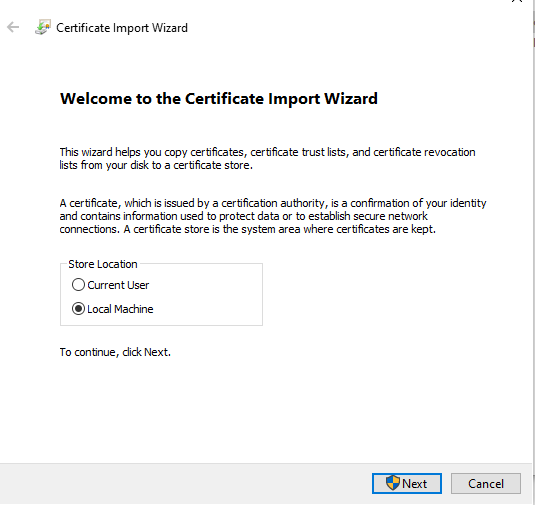 Certificate Import Wizard
Welcome to the Certificate Import Wizard
This wizard helps you copy certificates, certificate trust lists, and certificate revocation
lists from your disk to a certificate store.
A certificate, which is issued by a certification authority, is a confirmation of your identity
and contains information used to protect data or to establish secure network
connections. A certificate store is the system area where certificates are kept.
Store Location
Current User
Local Machine
To continue, click Next.
Next
Cancel